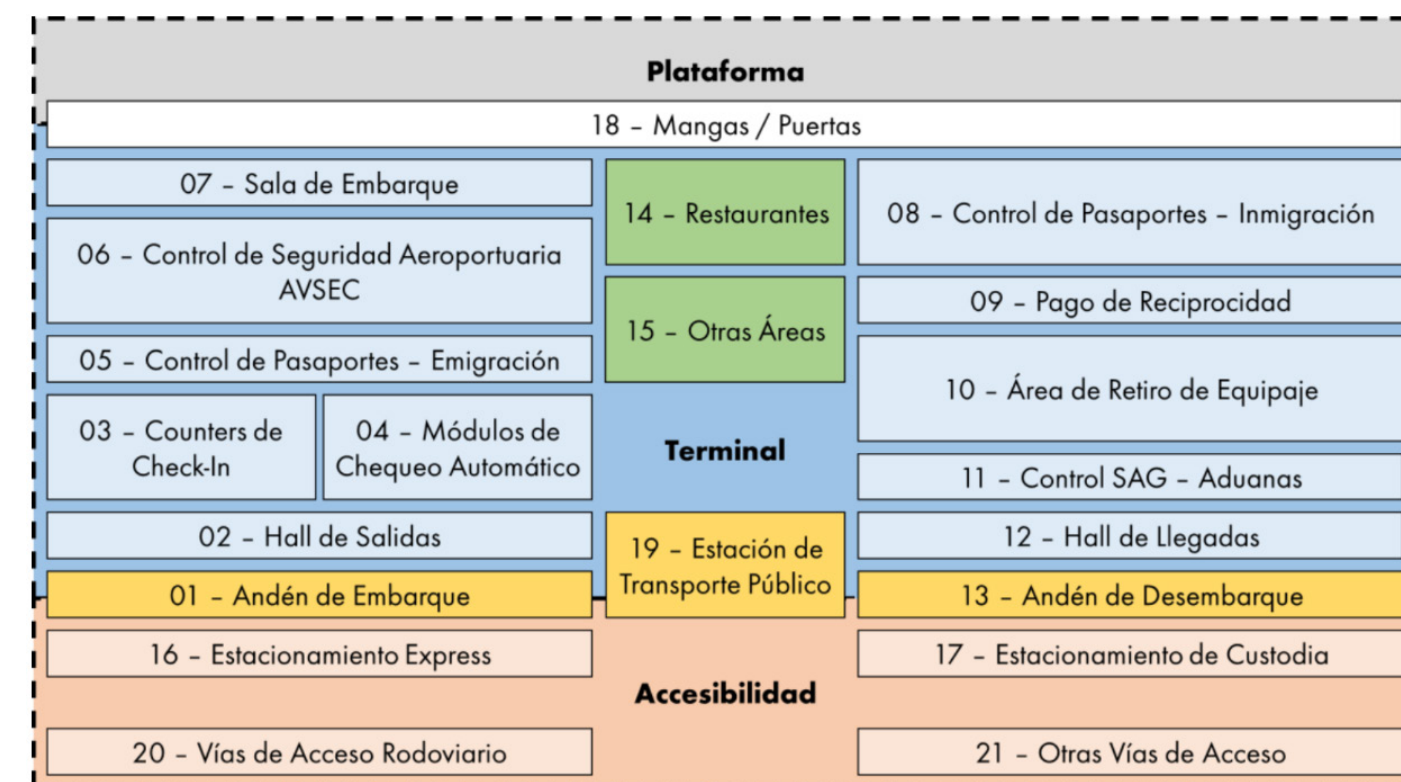 Plataforma
18 – Mangas / Puertas
07 – Sala de Embarque
06 – Control de Seguridad Aeroportuaria
AVSEC
05 – Control de Pasaportes – Emigración
03 – Counters de
Check-In
04 – Módulos de
Chequeo Automático
02 – Hall de Salidas
01 – Andén de Embarque
14 – Restaurantes
15 – Otras Áreas
Terminal
19 – Estación de
Transporte Público
08 – Control de Pasaportes – Inmigración
09 – Pago de Reciprocidad
10 – Área de Retiro de Equipaje
11 – Control SAG – Aduanas
12 – Hall de Llegadas
13 – Andén de Desembarque
16 – Estacionamiento Express
17 – Estacionamiento de Custodia
Accesibilidad
20 – Vías de Acceso Rodoviario
21 – Otras Vías de Acceso